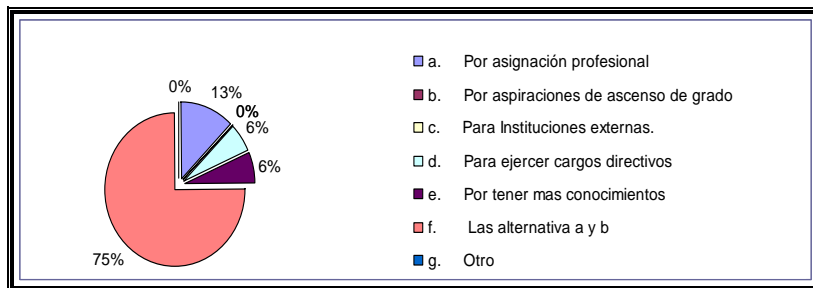 0%
13%
0%
0%
6%
6%
75%
a. Por asignación profesional
b. Por aspiraciones de ascenso de grado
c. Para Instituciones externas.
d. Para ejercer cargos directivos
e. Por tener mas conocimientos
f. Las alternativa a y b
g. Otro